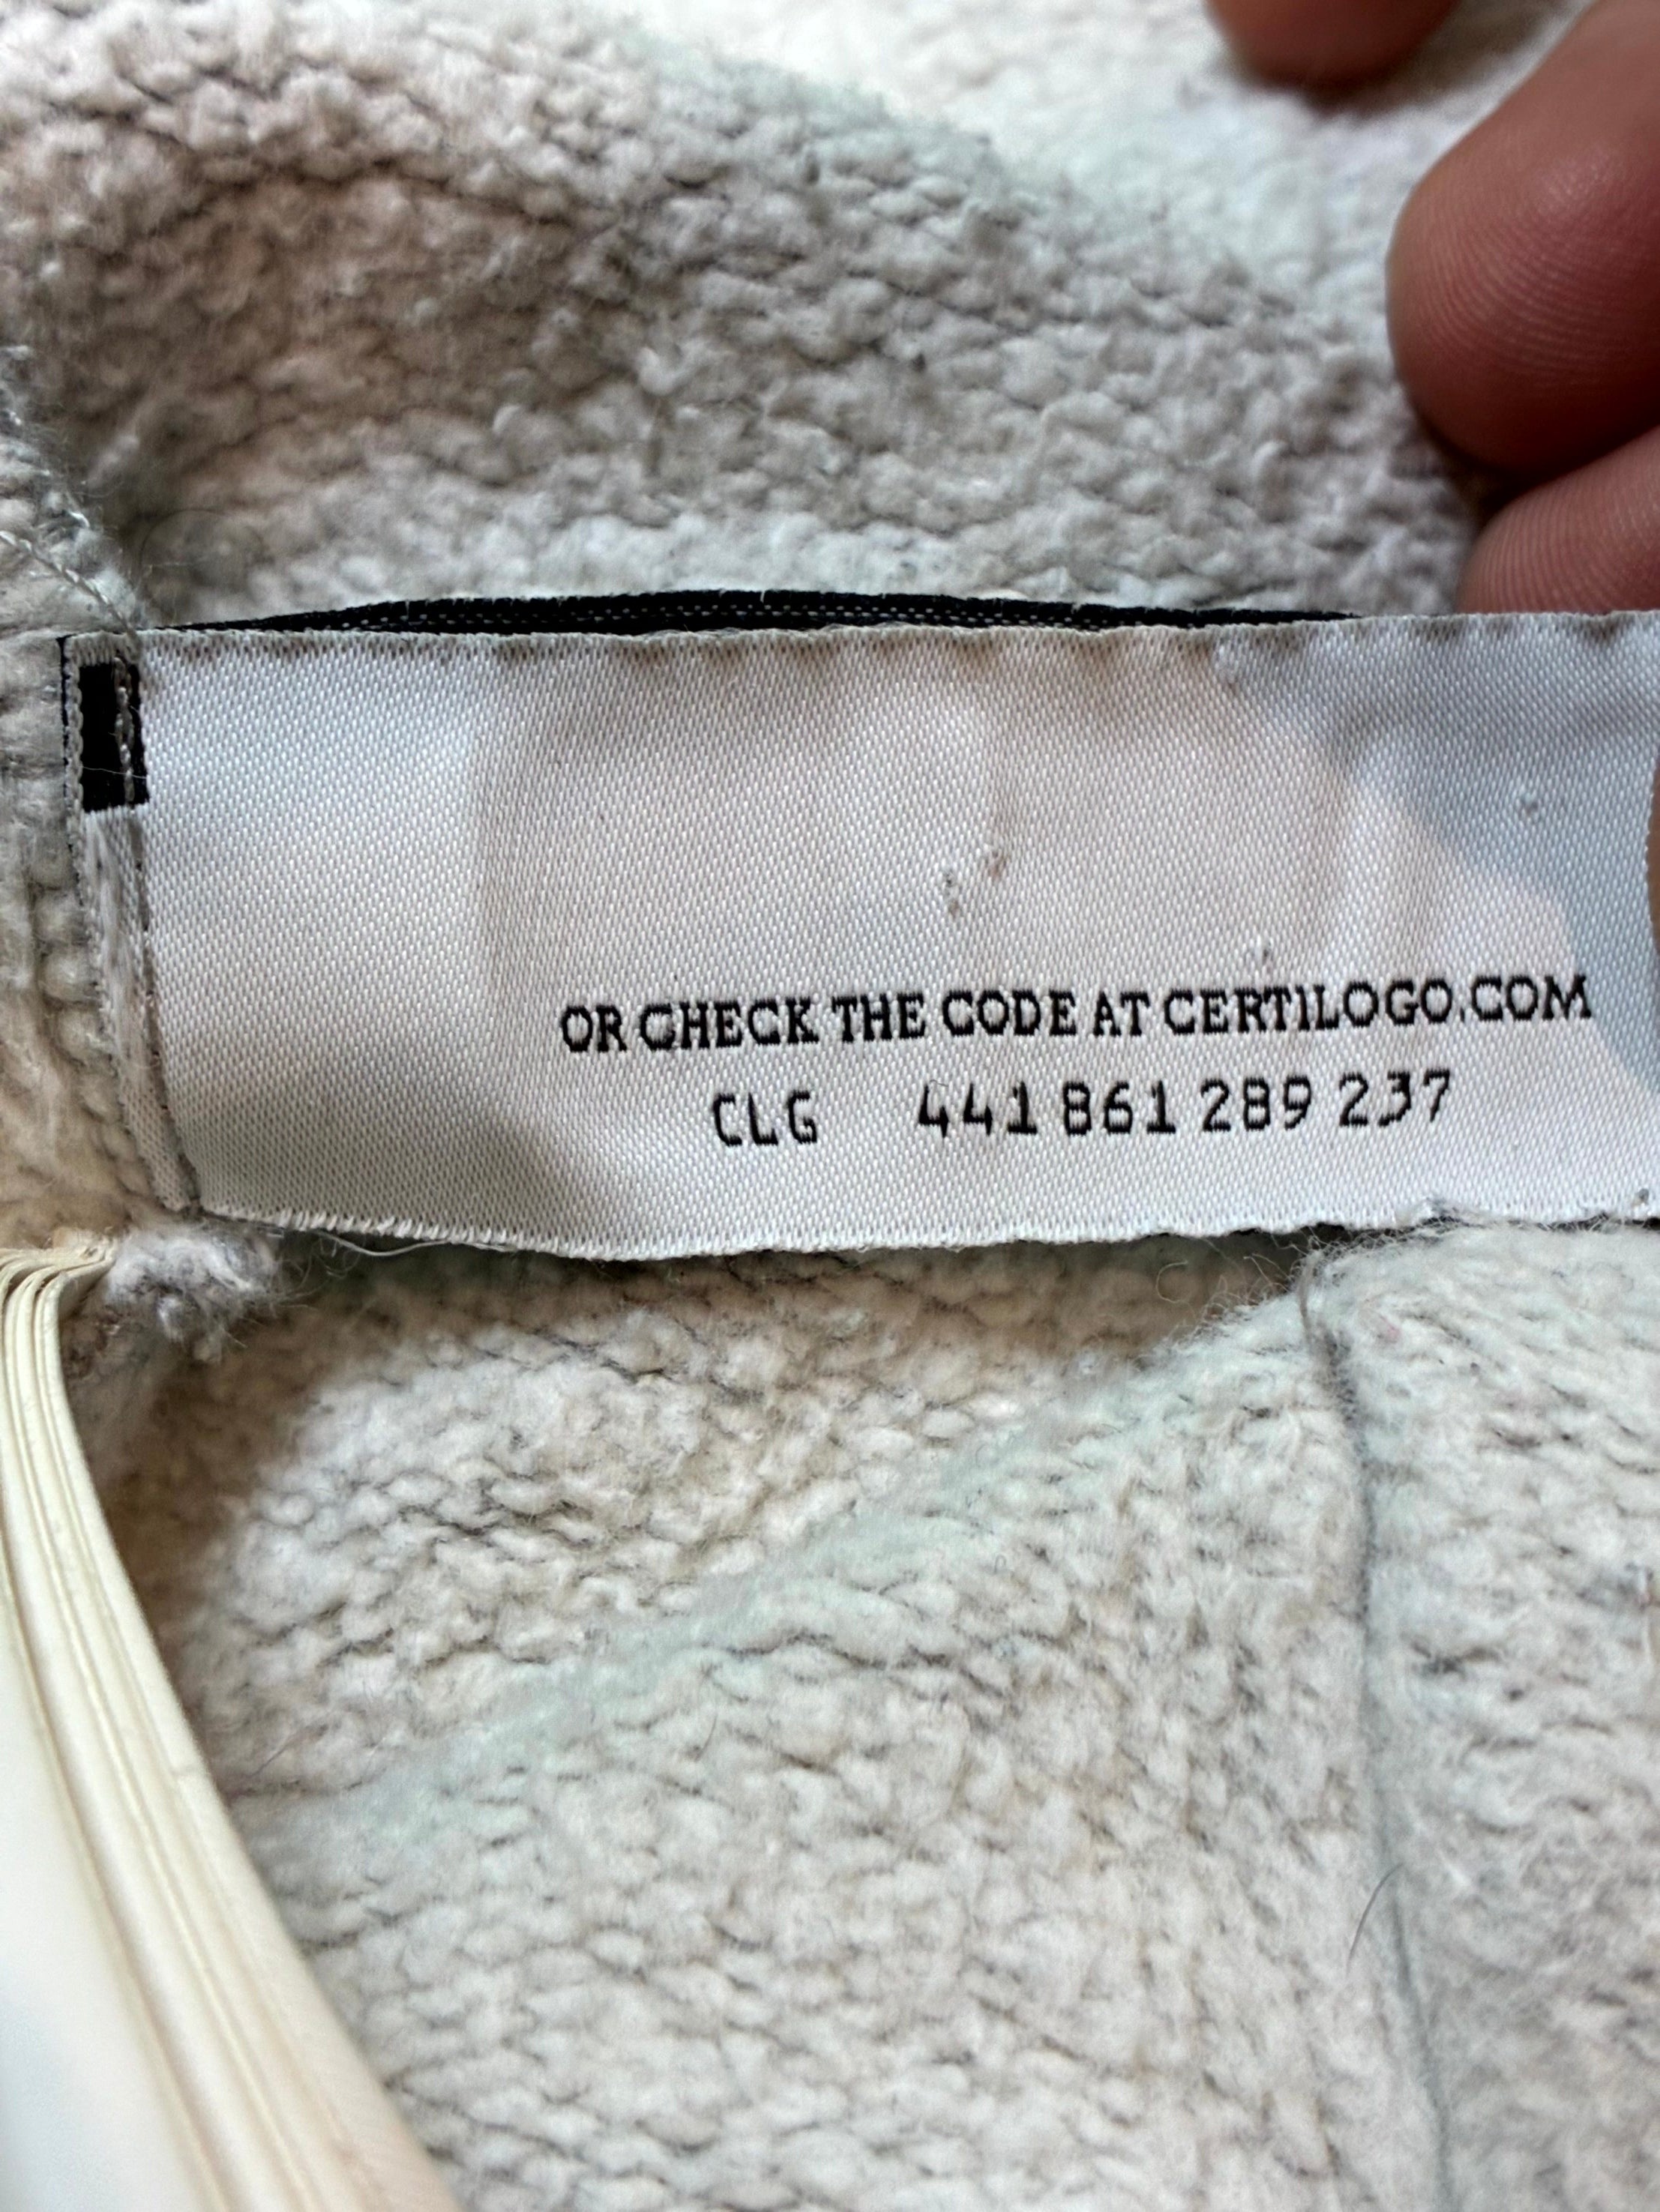 OR CHECK THE CODE AT CERTILOGO.COM
CLG 441 861 289 237